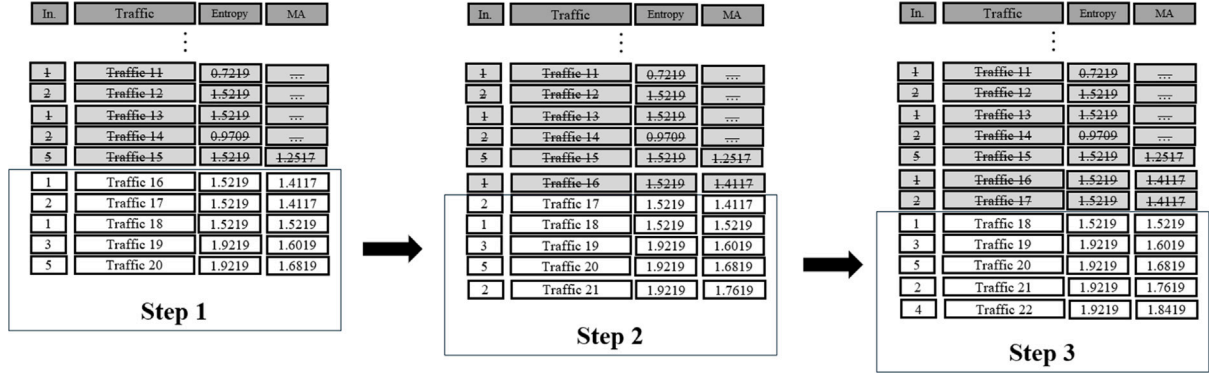 In. Traffic Entropy MA
⋮
1 Traffic 11 0.7219 ...
2 Traffic 12 1.5219 ...
1 Traffic 13 1.5219 ...
2 Traffic 14 0.9709 ...
5 Traffic 15 1.5219 1.2517
1 Traffic 16 1.5219 1.4117
2 Traffic 17 1.5219 1.4117
1 Traffic 18 1.5219 1.5219
3 Traffic 19 1.9219 1.6019
5 Traffic 20 1.9219 1.6819
Step 1
In. Traffic Entropy MA
⋮
1 Traffic 11 0.7219 ...
2 Traffic 12 1.5219 ...
1 Traffic 13 1.5219 ...
2 Traffic 14 0.9709 ...
5 Traffic 15 1.5219 1.2517
1 Traffic 16 1.5219 1.4117
2 Traffic 17 1.5219 1.4117
1 Traffic 18 1.5219 1.5219
3 Traffic 19 1.9219 1.6019
5 Traffic 20 1.9219 1.6819
2 Traffic 21 1.9219 1.7619
Step 2
In. Traffic Entropy MA
⋮
1 Traffic 11 0.7219 ...
2 Traffic 12 1.5219 ...
1 Traffic 13 1.5219 ...
2 Traffic 14 0.9709 ...
5 Traffic 15 1.5219 1.2517
1 Traffic 16 1.5219 1.4117
2 Traffic 17 1.5219 1.4117
1 Traffic 18 1.5219 1.5219
3 Traffic 19 1.9219 1.6019
5 Traffic 20 1.9219 1.6819
2 Traffic 21 1.9219 1.7619
4 Traffic 22 1.9219 1.8419
Step 3